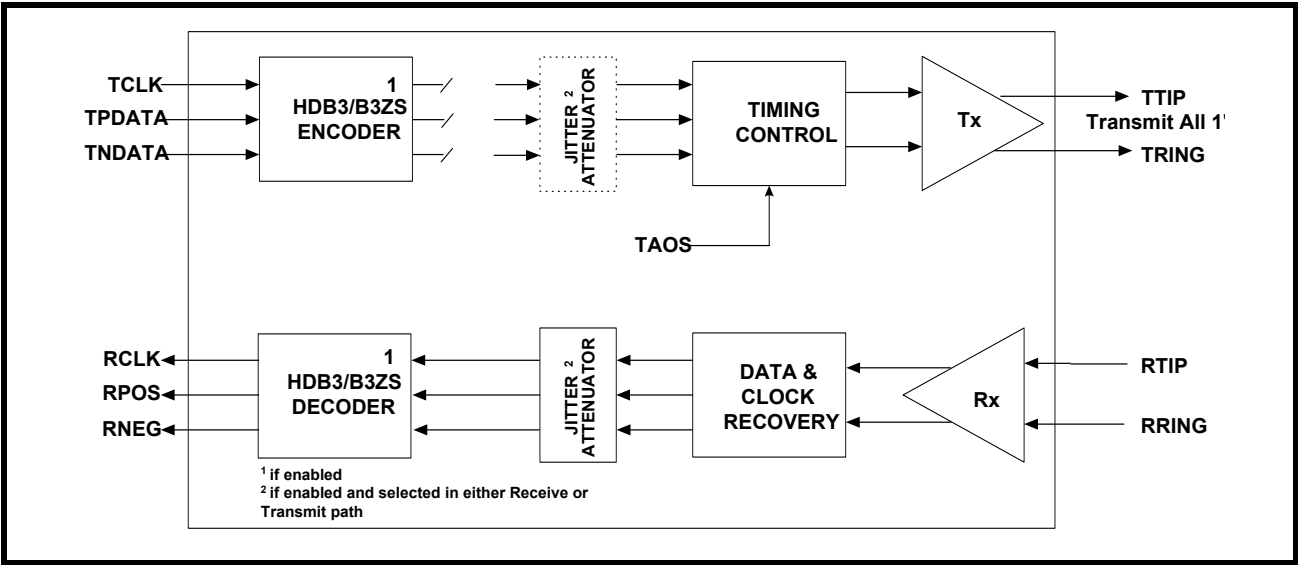 TCLK
TPDATA
TNDATA
1
HDB3/B3ZS
ENCODER
JITTER 2
ATTENUATOR
TIMING
CONTROL
Tx
TTIP
Transmit All 1'
TRING
TAOS
RCLK
RPOS
RNEG
1
HDB3/B3ZS
DECODER
JITTER 2
ATTENUATOR
DATA &
CLOCK
RECOVERY
Rx
RTIP
RRING
1 if enabled
2 if enabled and selected in either Receive or
Transmit path